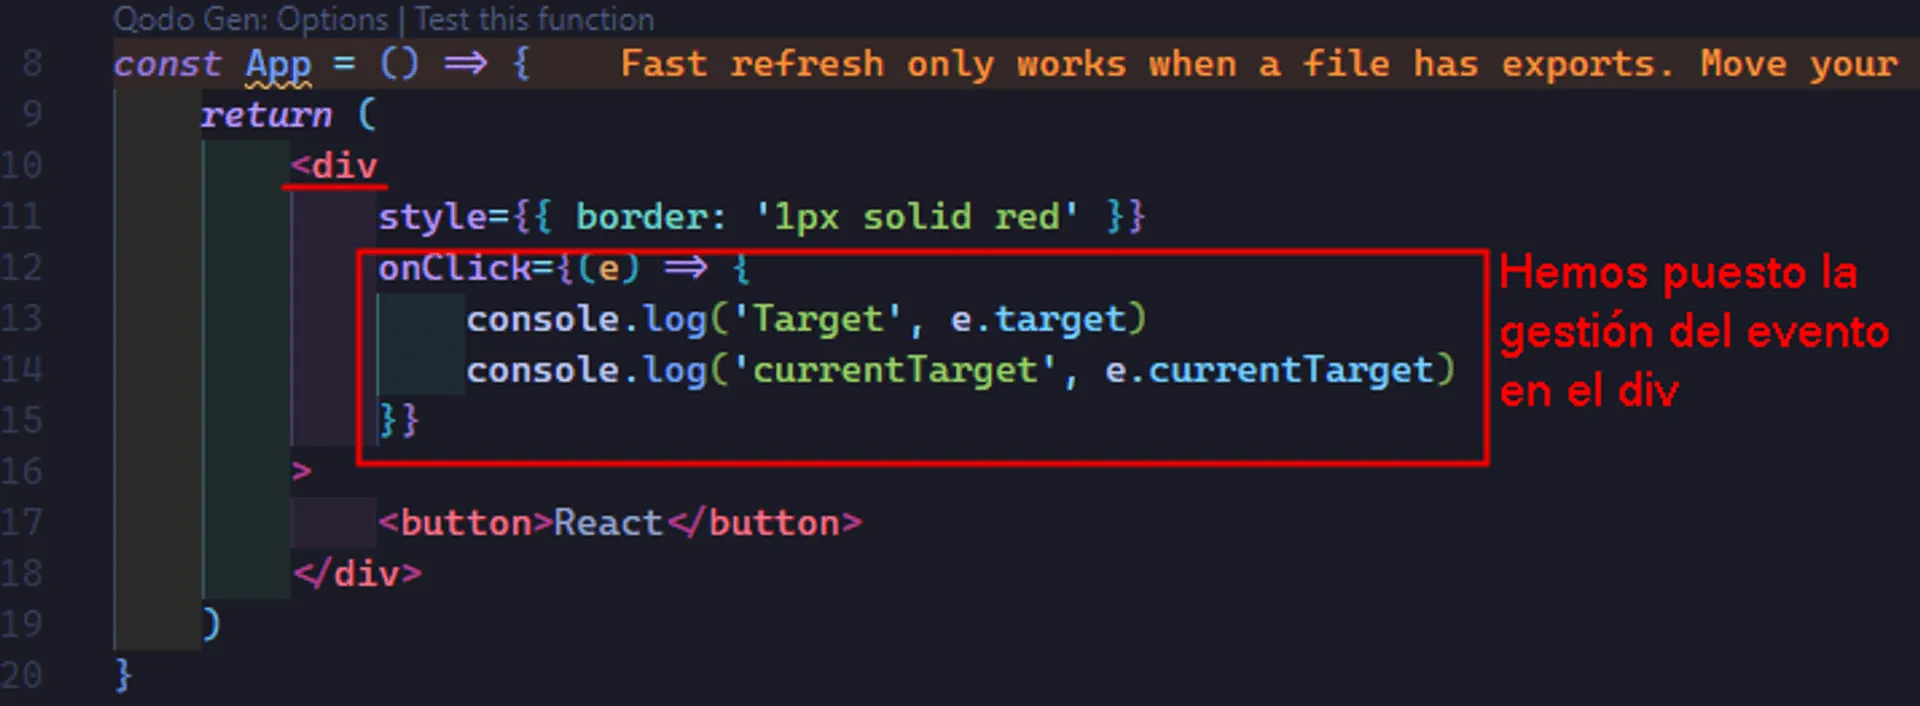 Qodo Gen: Options | Test this function
8 const App = () => { Fast refresh only works when a file has exports. Move your
9 return (
10 <div
11 style={{ border: '1px solid red' }}
12 onClick={(e) => {
13 console.log('Target', e.target)
14 console.log('currentTarget', e.currentTarget)
15 }}
16 >
17 <button>React</button>
18 </div>
19 )
20 }
Hemos puesto la
gestión del evento
en el div